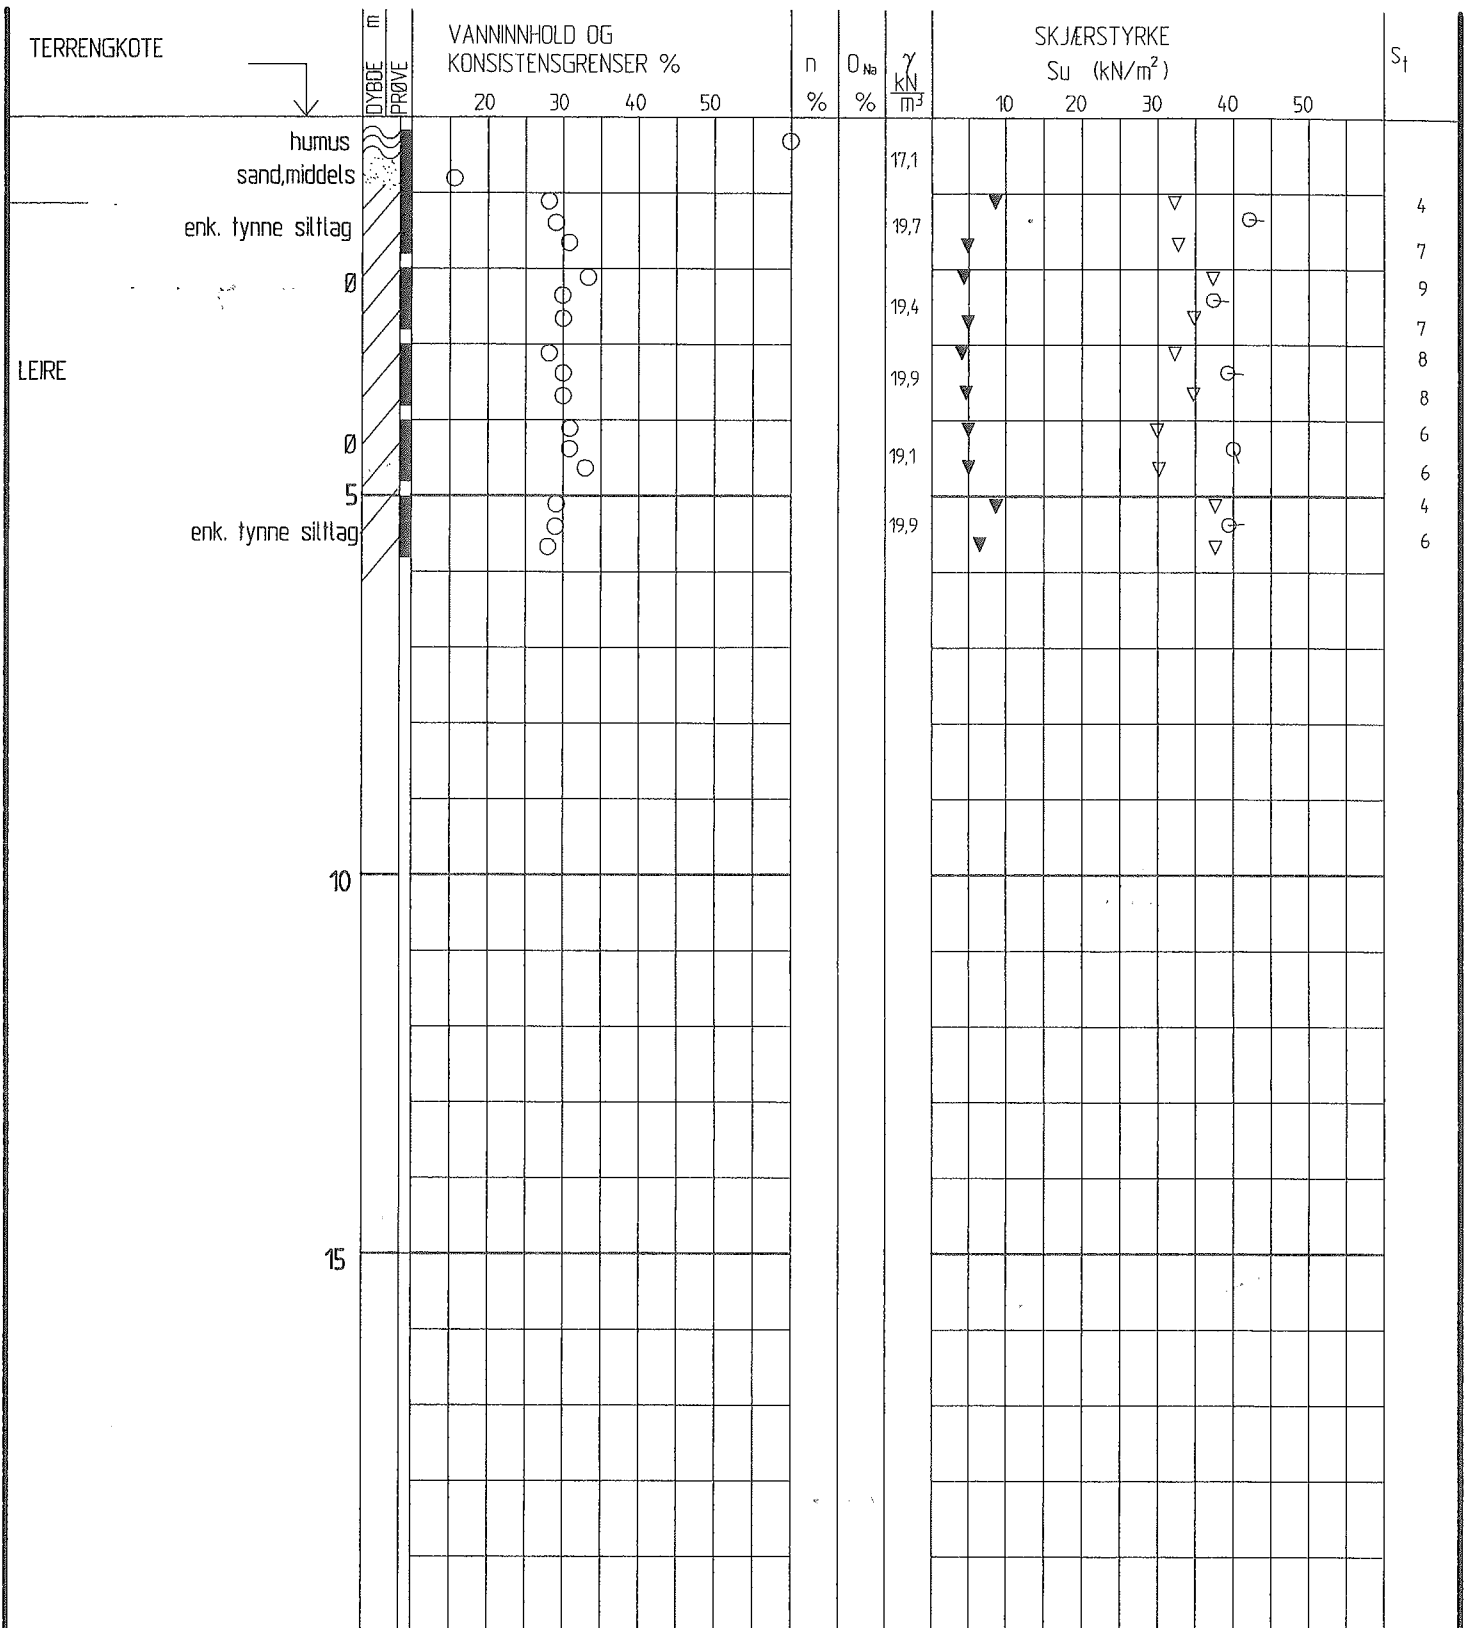 TERRENGKOTE
DYBDE m
PRØVE
VANNINNHOLD OG
KONSISTENSGRENSER %
20 30 40 50
n
%
O Na
%
γ
kN
m³
SKJÆRSTYRKE
Su (kN/m²)
10 20 30 40 50
St
humus
17,1
sand,middels
4
enk. tynne siltlag
19,7
7
Ø
9
19,4
7
LEIRE
8
19,9
8
Ø
6
19,1
6
5
4
enk. tynne siltlag
19,9
6
10
15